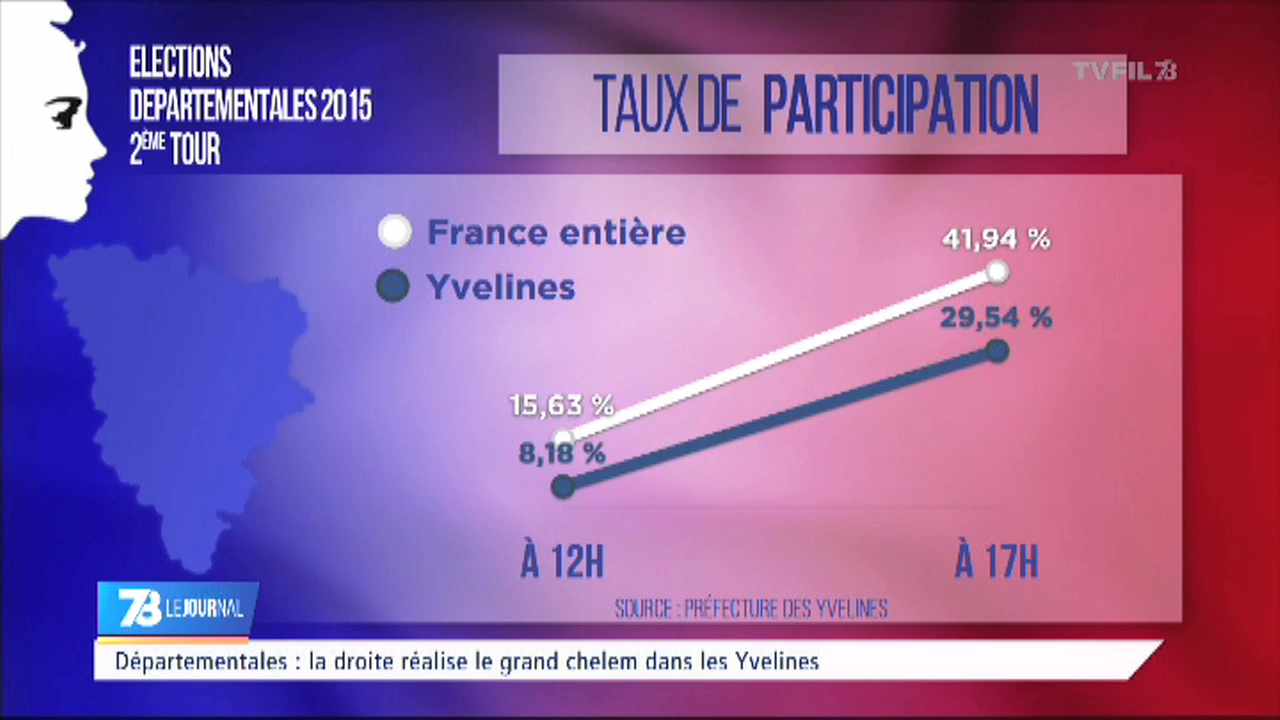 ELECTIONS
DEPARTEMENTALES 2015
2ÈME TOUR
TAUX DE PARTICIPATION
TVFIL78
France entière
Yvelines
41,94 %
29,54 %
15,63 %
8,18 %
À 12H
À 17H
SOURCE : PRÉFECTURE DES YVELINES
78 LE JOURNAL
Départementales : la droite réalise le grand chelem dans les Yvelines